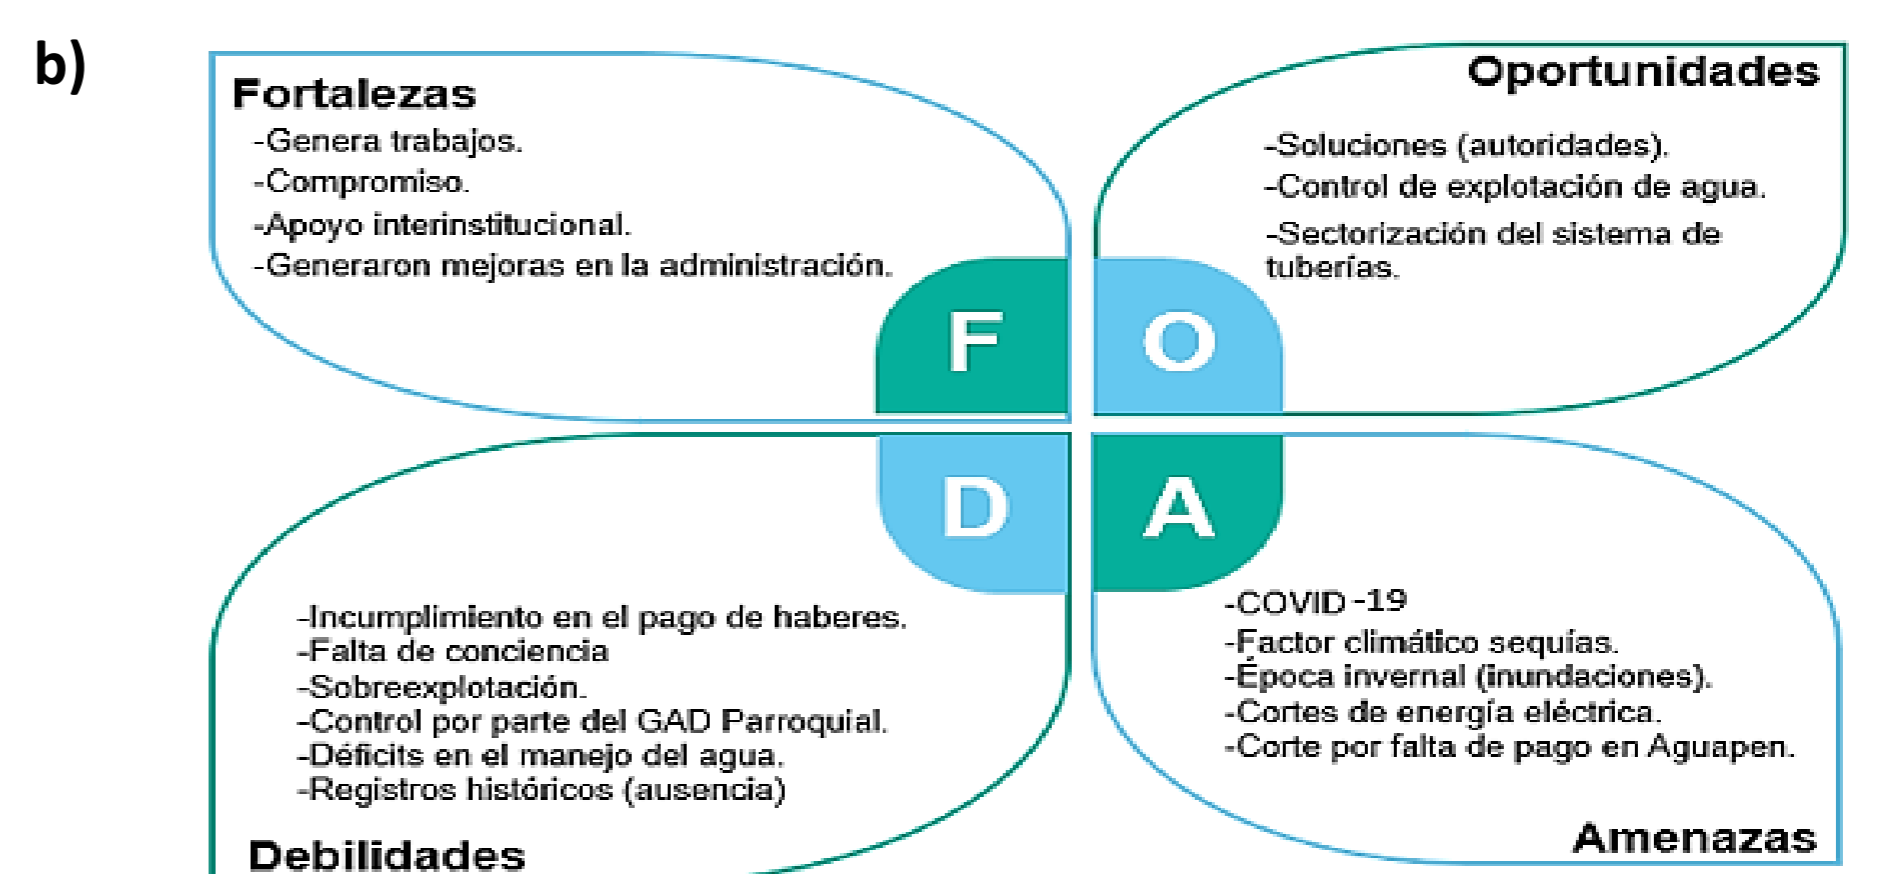 b)
Fortalezas
-Genera trabajos.
-Compromiso.
-Apoyo interinstitucional.
-Generaron mejoras en la administración.
F
Oportunidades
-Soluciones (autoridades).
-Control de explotación de agua.
-Sectorización del sistema de
tuberías.
O
D
-Incumplimiento en el pago de haberes.
-Falta de conciencia
-Sobreexplotación.
-Control por parte del GAD Parroquial.
-Déficits en el manejo del agua.
-Registros históricos (ausencia)
Debilidades
A
-COVID -19
-Factor climático sequías.
-Época invernal (inundaciones).
-Cortes de energía eléctrica.
-Corte por falta de pago en Aguapen.
Amenazas